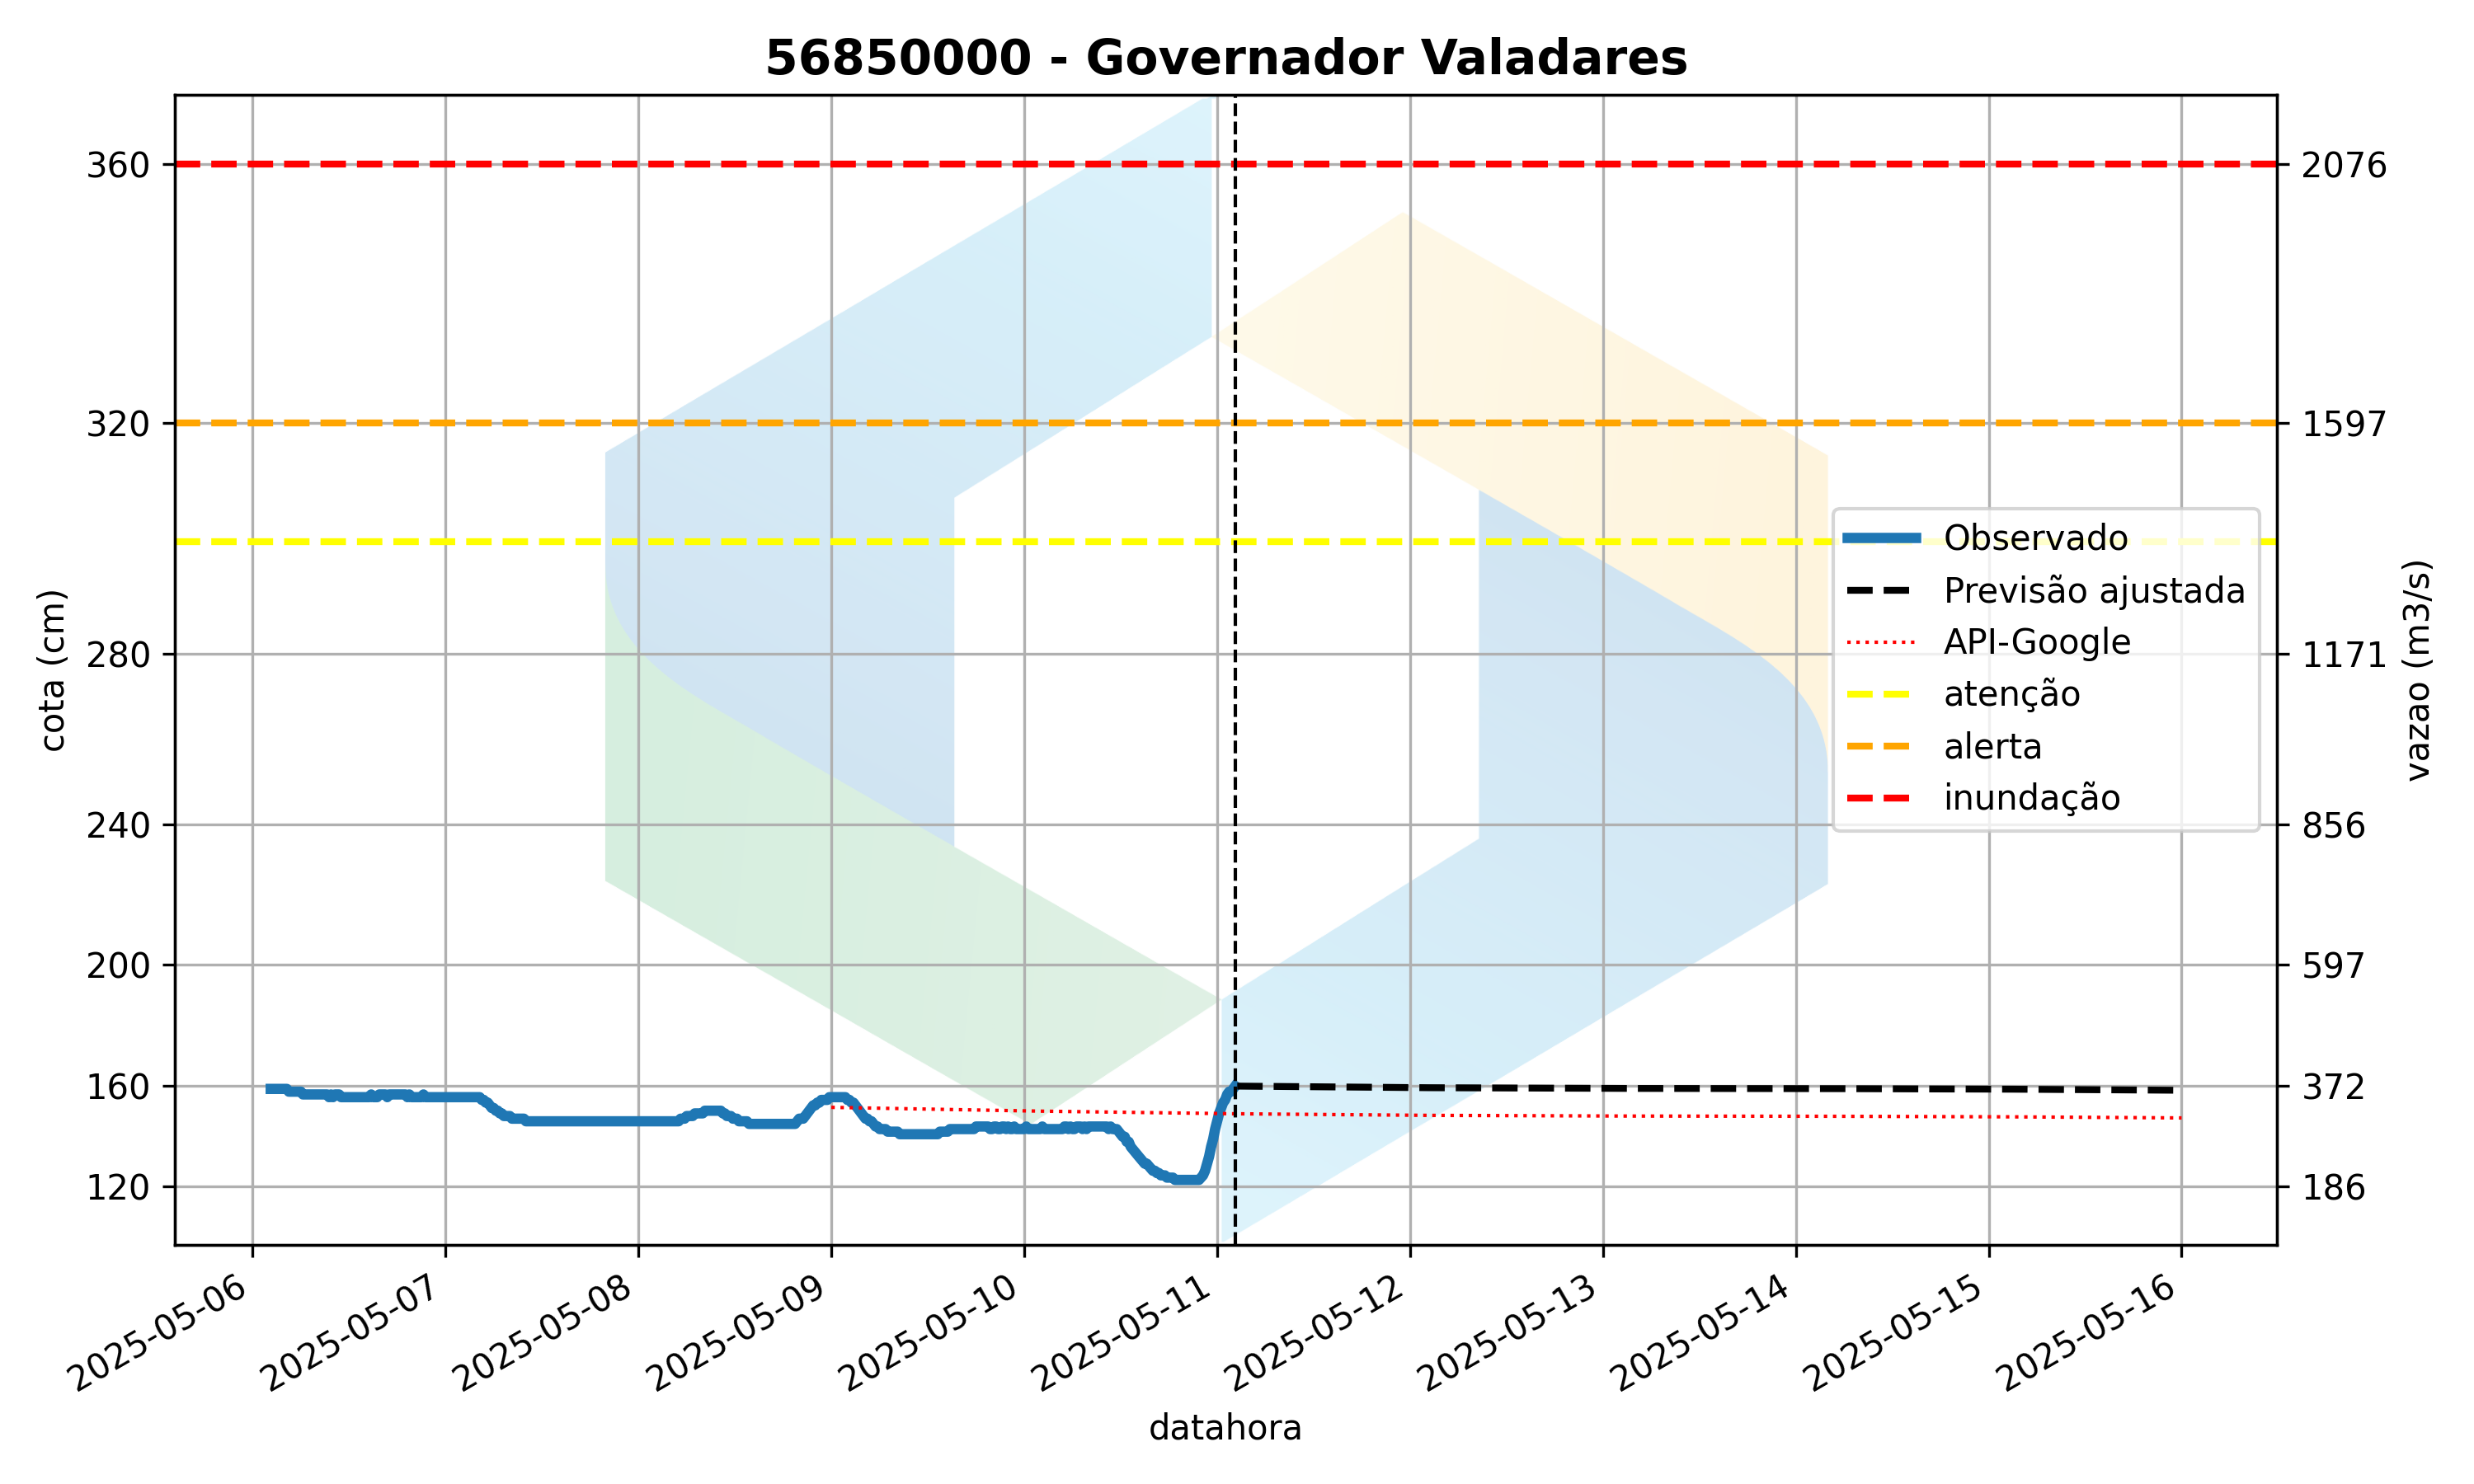 56850000 - Governador Valadares
360
320
280
240
200
160
120
cota (cm)
2076
1597
1171
856
597
372
186
vazao (m3/s)
Observado
Previsão ajustada
API-Google
atenção
alerta
inundação
2025-05-06
2025-05-07
2025-05-08
2025-05-09
2025-05-10
2025-05-11
2025-05-12
2025-05-13
2025-05-14
2025-05-15
2025-05-16
datahora